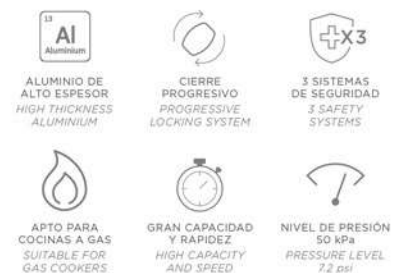 13
Al
Aluminium
X3
ALUMINIO DE
ALTO ESPESOR
HIGH THICKNESS
ALUMINIUM
CIERRE
PROGRESIVO
PROGRESSIVE
LOCKING SYSTEM
3 SISTEMAS
DE SEGURIDAD
3 SAFETY
SYSTEMS
APTO PARA
COCINAS A GAS
SUITABLE FOR
GAS COOKERS
GRAN CAPACIDAD
Y RAPIDEZ
HIGH CAPACITY
AND SPEED
NIVEL DE PRESIÓN
50 kPa
PRESSURE LEVEL
7.2 psi